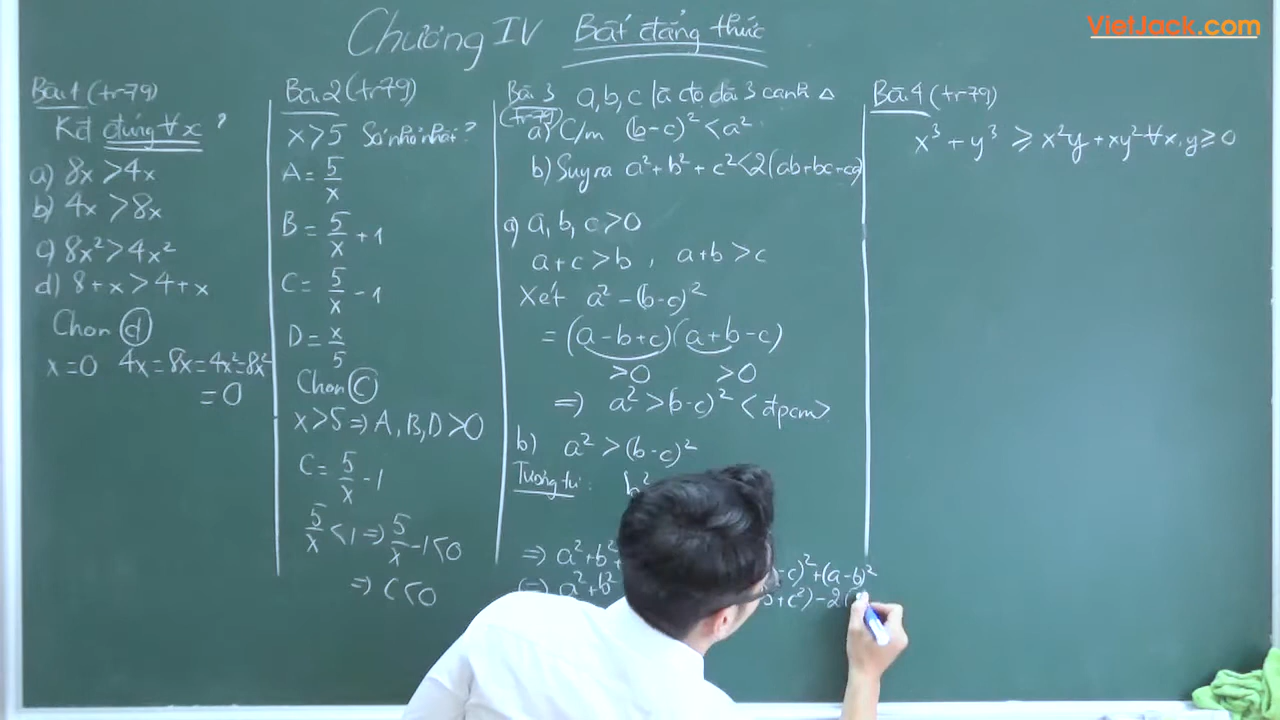 VietJack.com
Chương IV Bất đẳng thức
Bài 1 (tr 79)
Kđ đúng ∀x ?
a) 8x > 4x
b) 4x > 8x
c) 8x² > 4x²
d) 8+x > 4+x
Chọn d
x=0 4x=8x=4x²=8x²
=0
Bài 2 (tr 79)
x>5 Số nhỏ nhất?
A = 5/x
B = 5/x + 1
C = 5/x - 1
D = x/5
Chọn C
x>5 => A, B, D >0
C = 5/x - 1
5/x <1 => 5/x -1<0
=> C<0
Bài 3 a,b,c là độ dài 3 cạnh △
(tr 79)
a) C/m (b-c)² < a²
b) Suy ra a² + b² + c² < 2(ab+bc+ca)
a) a, b, c >0
a+c >b , a+b >c
Xét a² - (b-c)²
= (a-b+c)(a+b-c)
>0 >0
=> a² > (b-c)² <đpcm>
b) a² > (b-c)²
Tương tự: b²
=> a²+b²
-c)²+(a-b)²
<=> a²+b²
+c²)-2(
Bài 4 (tr 79)
x³ + y³ ≥ x²y + xy² ∀x, y ≥ 0